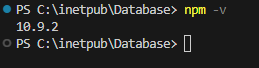 PS C:\inetpub\Database> npm -v
10.9.2
PS C:\inetpub\Database>